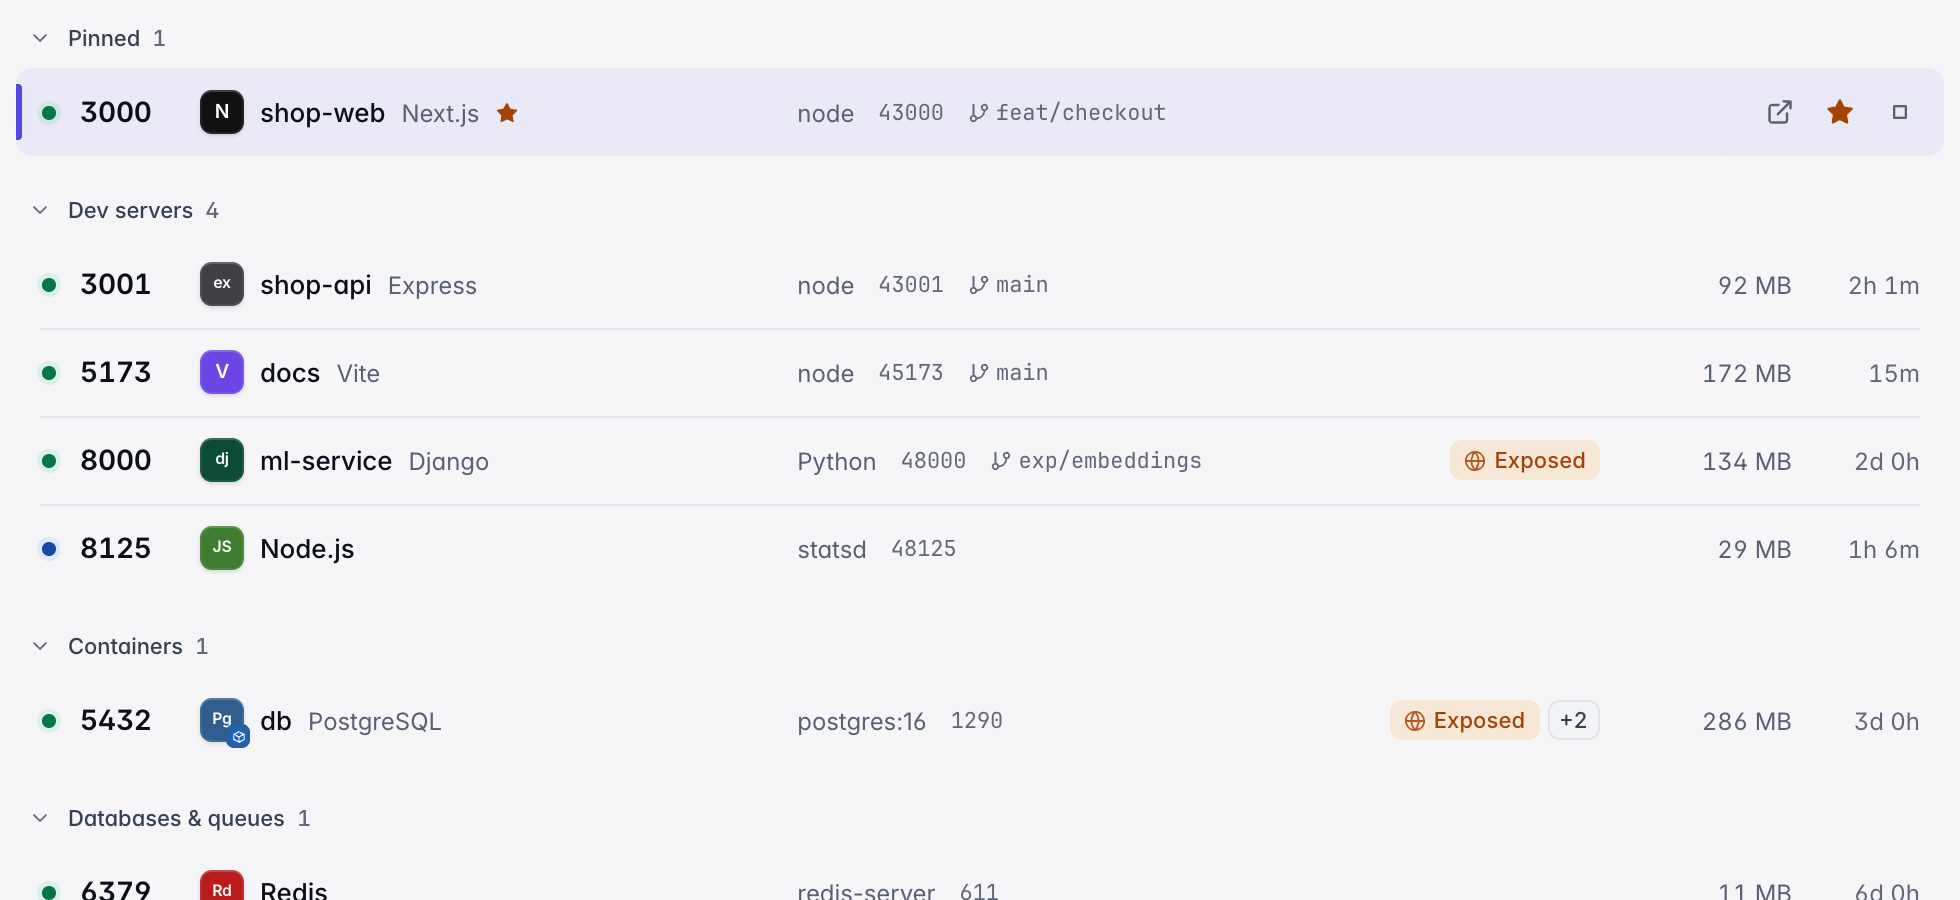 Pinned 1
3000 N shop-web Next.js node 43000 feat/checkout
Dev servers 4
3001 ex shop-api Express node 43001 main 92 MB 2h 1m
5173 V docs Vite node 45173 main 172 MB 15m
8000 dj ml-service Django Python 48000 exp/embeddings Exposed 134 MB 2d 0h
8125 JS Node.js statsd 48125 29 MB 1h 6m
Containers 1
5432 Pg db PostgreSQL postgres:16 1290 Exposed +2 286 MB 3d 0h
Databases & queues 1
6379 Rd Redis redis-server 611 11 MB 6d 0h